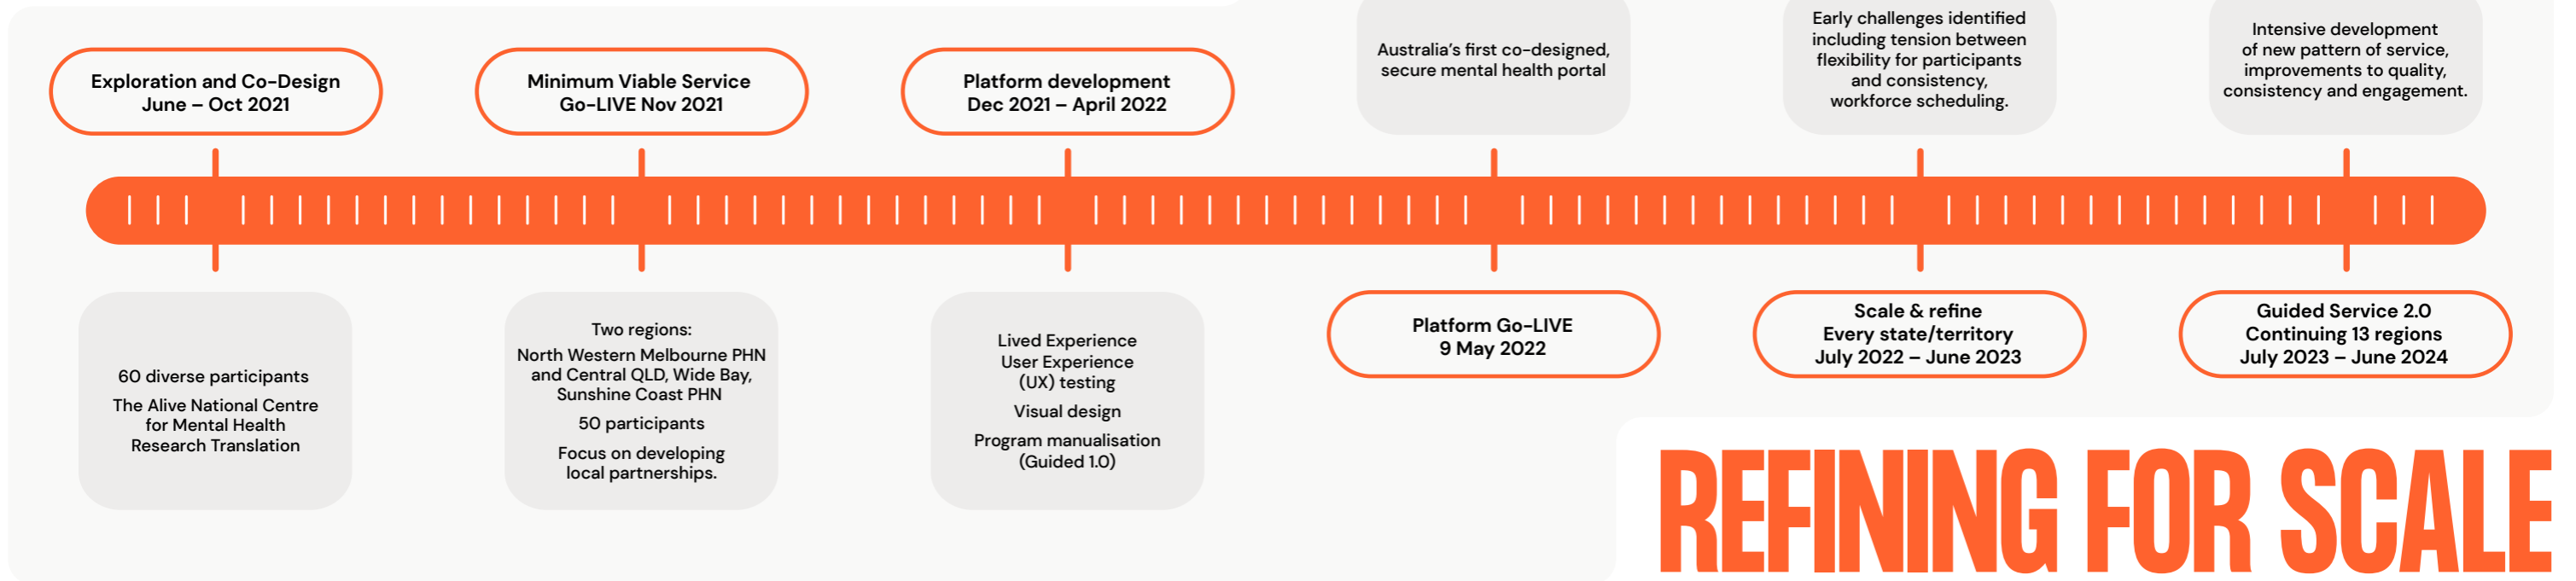 Exploration and Co-Design
June – Oct 2021
60 diverse participants
The Alive National Centre
for Mental Health
Research Translation
Minimum Viable Service
Go-LIVE Nov 2021
Two regions:
North Western Melbourne PHN
and Central QLD, Wide Bay,
Sunshine Coast PHN
50 participants
Focus on developing
local partnerships.
Platform development
Dec 2021 – April 2022
Lived Experience
User Experience
(UX) testing
Visual design
Program manualisation
(Guided 1.0)
Australia’s first co-designed,
secure mental health portal
Platform Go-LIVE
9 May 2022
Early challenges identified
including tension between
flexibility for participants
and consistency,
workforce scheduling.
Scale & refine
Every state/territory
July 2022 – June 2023
Intensive development
of new pattern of service,
improvements to quality,
consistency and engagement.
Guided Service 2.0
Continuing 13 regions
July 2023 – June 2024
REFINING FOR SCALE